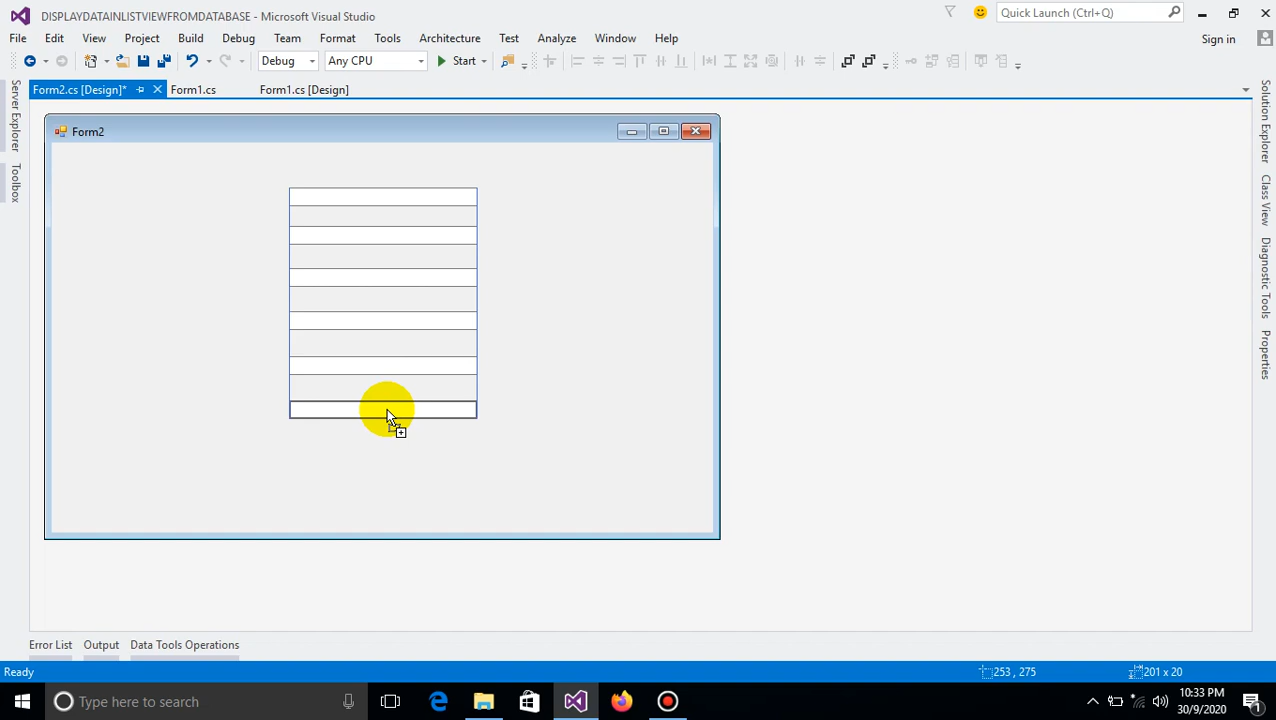 DISPLAYDATAINLISTVIEWFROMDATABASE - Microsoft Visual Studio
Quick Launch (Ctrl+Q)
File Edit View Project Build Debug Team Format Tools Architecture Test Analyze Window Help
Sign in
Debug Any CPU Start
Form2.cs [Design]* Form1.cs Form1.cs [Design]
Server Explorer
Toolbox
Form2
Solution Explorer
Class View
Diagnostic Tools
Properties
Error List Output Data Tools Operations
Ready 253 , 275 201 x 20
Type here to search
10:33 PM
30/9/2020
1